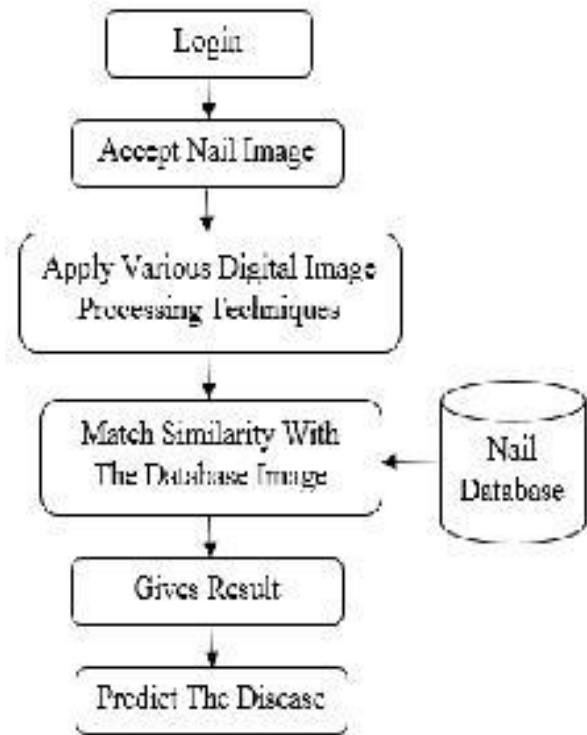 Login
Accept Nail Image
Apply Various Digital Image
Processing Techniques
Match Similarity With
The Database Image
Nail
Database
Gives Result
Predict The Disease